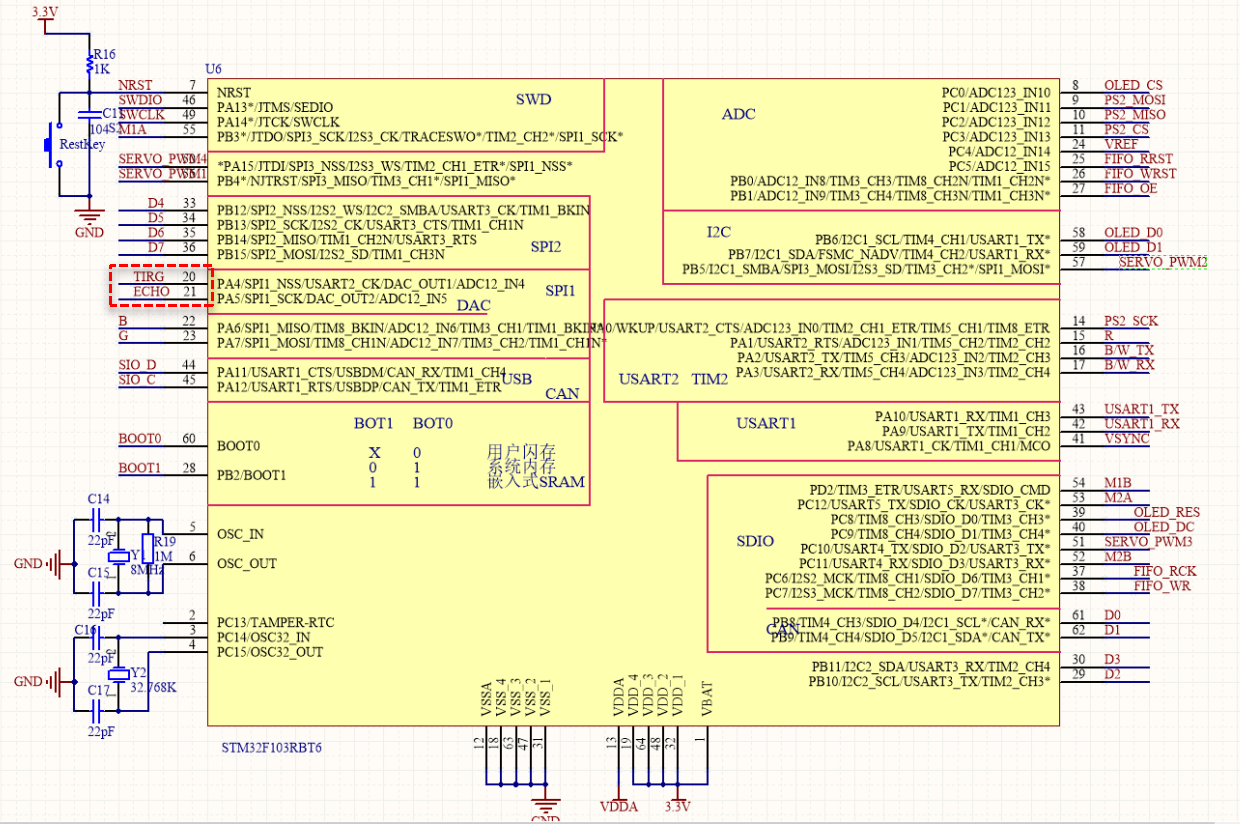 3.3V
R16
1K
U6
NRST 7 NRST
SWDIO 46 PA13*/JTMS/SEDIO
SWCLK 49 PA14*/JTCK/SWCLK
M1A 55 PB3*/JTDO/SPI3_SCK/I2S3_CK/TRACESWO*/TIM2_CH2*/SPI1_SCK*
104
RestKey
SWD
SERVO_PWM4 *PA15/JTDI/SPI3_NSS/I2S3_WS/TIM2_CH1_ETR*/SPI1_NSS*
SERVO_PWM1 PB4*/NJTRST/SPI3_MISO/TIM3_CH1*/SPI1_MISO*
GND
D4 33 PB12/SPI2_NSS/I2S2_WS/I2C2_SMBA/USART3_CK/TIM1_BKIN
D5 34 PB13/SPI2_SCK/I2S2_CK/USART3_CTS/TIM1_CH1N
D6 35 PB14/SPI2_MISO/TIM1_CH2N/USART3_RTS
D7 36 PB15/SPI2_MOSI/I2S2_SD/TIM1_CH3N
SPI2
TIRG 20 PA4/SPI1_NSS/USART2_CK/DAC_OUT1/ADC12_IN4
ECHO 21 PA5/SPI1_SCK/DAC_OUT2/ADC12_IN5
SPI1
DAC
B 22 PA6/SPI1_MISO/TIM8_BKIN/ADC12_IN6/TIM3_CH1/TIM1_BKIN
G 23 PA7/SPI1_MOSI/TIM8_CH1N/ADC12_IN7/TIM3_CH2/TIM1_CH1N*
SIO_D 44 PA11/USART1_CTS/USBDM/CAN_RX/TIM1_CH4
SIO_C 45 PA12/USART1_RTS/USBDP/CAN_TX/TIM1_ETR
USB
CAN
BOT1 BOT0
BOOT0 60 BOOT0
X 0 用户闪存
0 1 系统内存
1 1 嵌入式SRAM
BOOT1 28 PB2/BOOT1
C14
22pF
5 OSC_IN
R19
1M
Y1
8MHz
GND
6 OSC_OUT
C15
22pF
2 PC13/TAMPER-RTC
3 PC14/OSC32_IN
4 PC15/OSC32_OUT
C16
22pF
Y2
32.768K
GND
C17
22pF
STM32F103RBT6
ADC
PC0/ADC123_IN10 8 OLED_CS
PC1/ADC123_IN11 9 PS2_MOSI
PC2/ADC123_IN12 10 PS2_MISO
PC3/ADC123_IN13 11 PS2_CS
PC4/ADC12_IN14 24 VREF
PC5/ADC12_IN15 25 FIFO_RRST
PB0/ADC12_IN8/TIM3_CH3/TIM8_CH2N/TIM1_CH2N* 26 FIFO_WRST
PB1/ADC12_IN9/TIM3_CH4/TIM8_CH3N/TIM1_CH3N* 27 FIFO_OE
I2C
PB6/I2C1_SCL/TIM4_CH1/USART1_TX* 58 OLED_D0
PB7/I2C1_SDA/FSMC_NADV/TIM4_CH2/USART1_RX* 59 OLED_D1
PB5/I2C1_SMBA/SPI3_MOSI/I2S3_SD/TIM3_CH2*/SPI1_MOSI* 57 SERVO_PWM2
PA0/WKUP/USART2_CTS/ADC123_IN0/TIM2_CH1_ETR/TIM5_CH1/TIM8_ETR 14 PS2_SCK
PA1/USART2_RTS/ADC123_IN1/TIM5_CH2/TIM2_CH2 15 R
PA2/USART2_TX/TIM5_CH3/ADC123_IN2/TIM2_CH3 16 B/W_TX
PA3/USART2_RX/TIM5_CH4/ADC123_IN3/TIM2_CH4 17 B/W_RX
USART2 TIM2
USART1
PA10/USART1_RX/TIM1_CH3 43 USART1_TX
PA9/USART1_TX/TIM1_CH2 42 USART1_RX
PA8/USART1_CK/TIM1_CH1/MCO 41 VSYNC
SDIO
PD2/TIM3_ETR/USART5_RX/SDIO_CMD 54 M1B
PC12/USART5_TX/SDIO_CK/USART3_CK* 53 M2A
PC8/TIM8_CH3/SDIO_D0/TIM3_CH3* 39 OLED_RES
PC9/TIM8_CH4/SDIO_D1/TIM3_CH4* 40 OLED_DC
PC10/USART4_TX/SDIO_D2/USART3_TX* 51 SERVO_PWM3
PC11/USART4_RX/SDIO_D3/USART3_RX* 52 M2B
PC6/I2S2_MCK/TIM8_CH1/SDIO_D6/TIM3_CH1* 37 FIFO_RCK
PC7/I2S3_MCK/TIM8_CH2/SDIO_D7/TIM3_CH2* 38 FIFO_WR
CAN
PB8/TIM4_CH3/SDIO_D4/I2C1_SCL*/CAN_RX* 61 D0
PB9/TIM4_CH4/SDIO_D5/I2C1_SDA*/CAN_TX* 62 D1
PB11/I2C2_SDA/USART3_RX/TIM2_CH4 30 D3
PB10/I2C2_SCL/USART3_TX/TIM2_CH3* 29 D2
VSSA VSS_4 VSS_3 VSS_2 VSS_1 VDDA VDD_4 VDD_3 VDD_2 VDD_1 VBAT
12 18 63 47 31 13 19 64 48 32 1
GND VDDA 3.3V